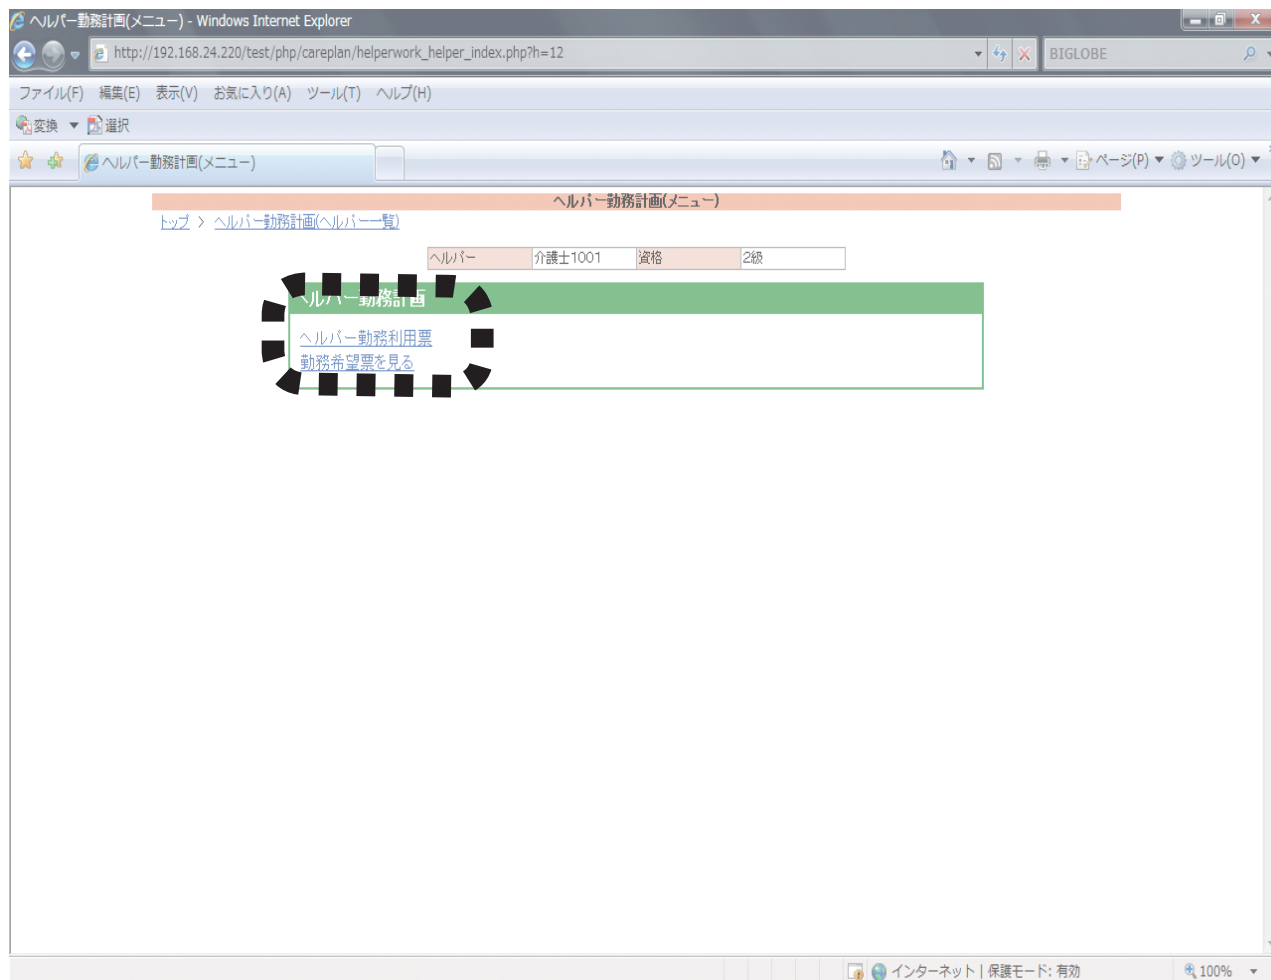 ヘルパー勤務計画(メニュー) - Windows Internet Explorer
http://192.168.24.220/test/php/careplan/helperwork_helper_index.php?h=12
BIGLOBE
ファイル(F) 編集(E) 表示(V) お気に入り(A) ツール(T) ヘルプ(H)
変換 選択
ヘルパー勤務計画(メニュー)
ページ(P) ツール(O)
ヘルパー勤務計画(メニュー)
トップ > ヘルパー勤務計画(ヘルパー一覧)
ヘルパー 介護士1001 資格 2級
ヘルパー勤務計画
ヘルパー勤務利用票
勤務希望票を見る
インターネット | 保護モード: 有効
100%